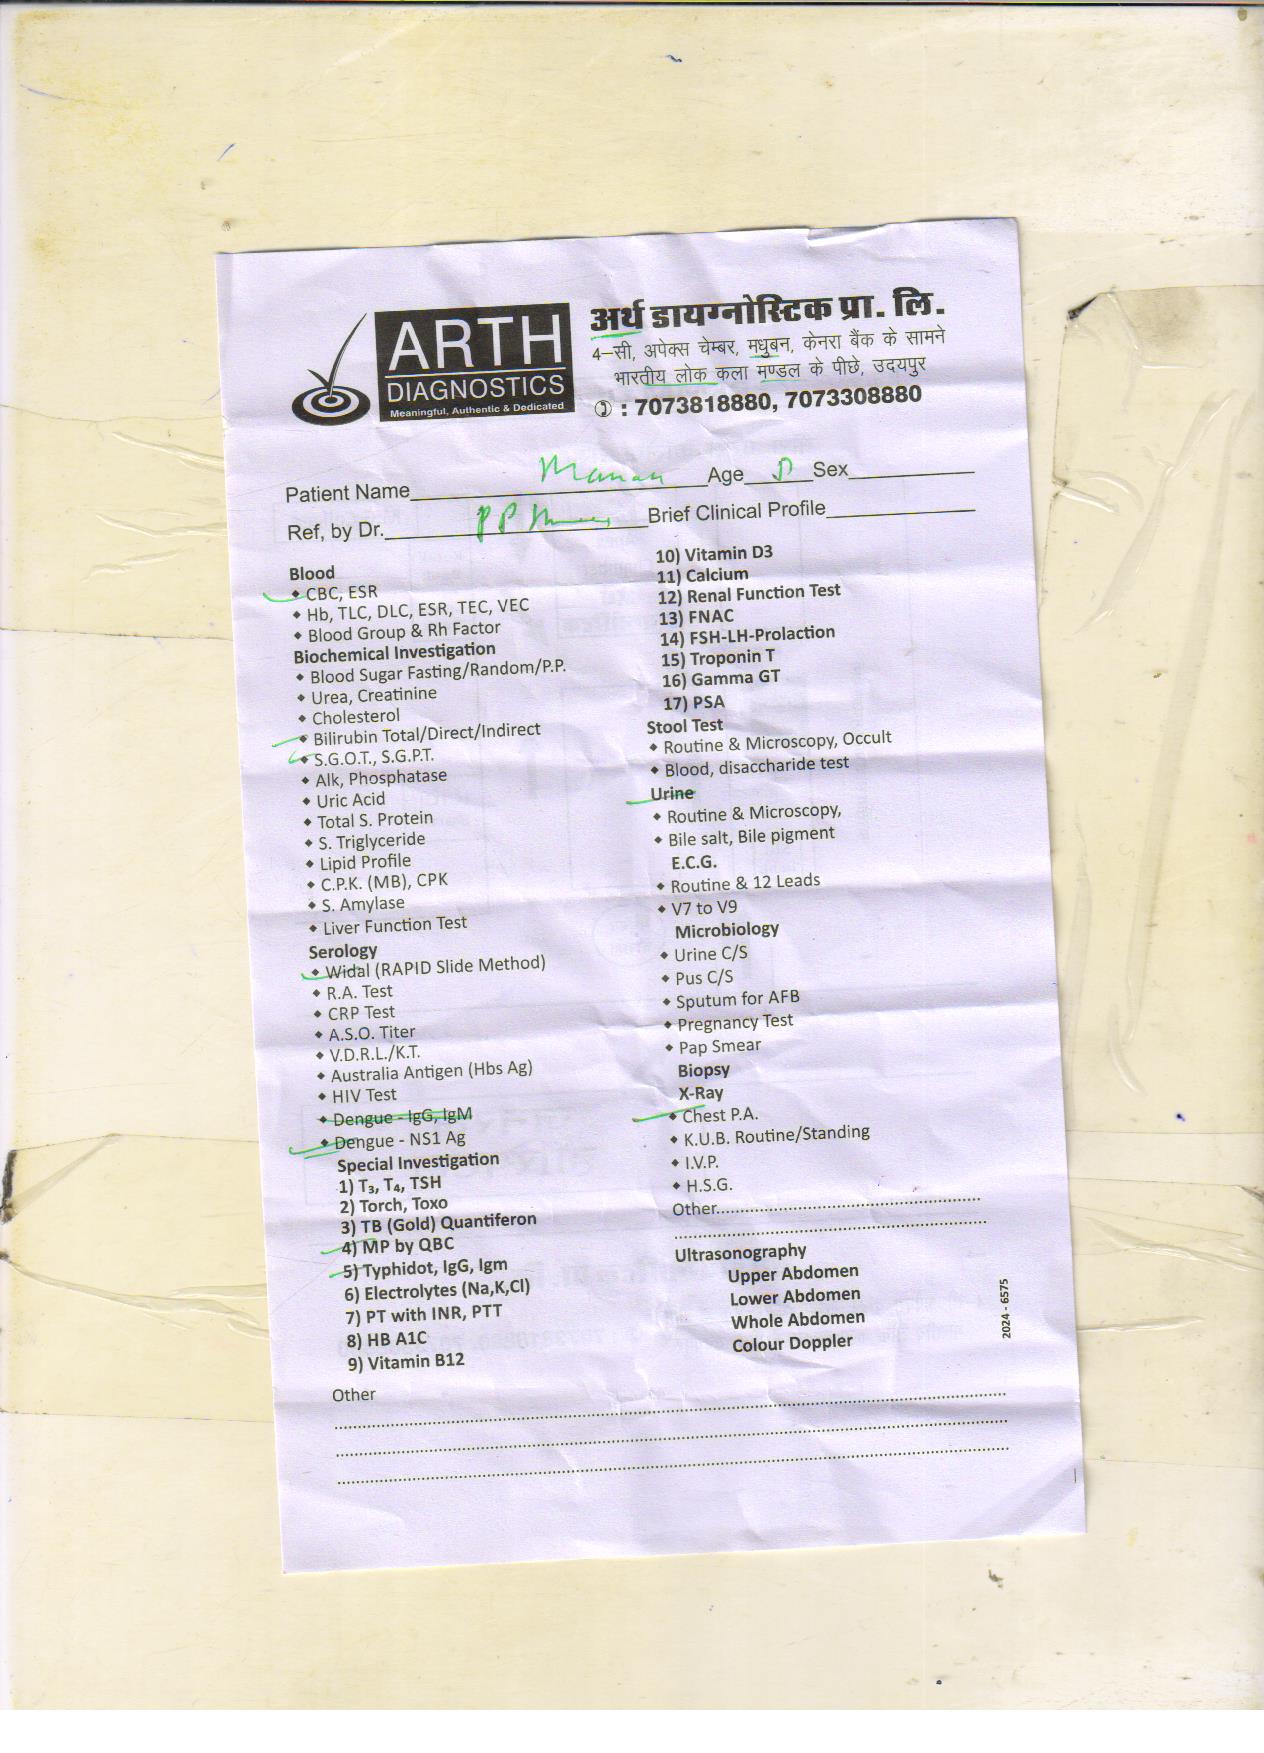 ARTH
DIAGNOSTICS
Meaningful, Authentic & Dedicated
अर्थ डायग्नोस्टिक प्रा. लि.
4–सी, अपेक्स चेम्बर, मधुबन, केनरा बैंक के सामने
भारतीय लोक कला मण्डल के पीछे, उदयपुर
: 7073818880, 7073308880
Patient Name Manan Age Sex
Ref, by Dr. P P Brief Clinical Profile
Blood
CBC, ESR
Hb, TLC, DLC, ESR, TEC, VEC
Blood Group & Rh Factor
Biochemical Investigation
Blood Sugar Fasting/Random/P.P.
Urea, Creatinine
Cholesterol
Bilirubin Total/Direct/Indirect
S.G.O.T., S.G.P.T.
Alk, Phosphatase
Uric Acid
Total S. Protein
S. Triglyceride
Lipid Profile
C.P.K. (MB), CPK
S. Amylase
Liver Function Test
Serology
Widal (RAPID Slide Method)
R.A. Test
CRP Test
A.S.O. Titer
V.D.R.L./K.T.
Australia Antigen (Hbs Ag)
HIV Test
Dengue - IgG, IgM
Dengue - NS1 Ag
Special Investigation
1) T₃, T₄, TSH
2) Torch, Toxo
3) TB (Gold) Quantiferon
4) MP by QBC
5) Typhidot, IgG, Igm
6) Electrolytes (Na,K,Cl)
7) PT with INR, PTT
8) HB A1C
9) Vitamin B12
10) Vitamin D3
11) Calcium
12) Renal Function Test
13) FNAC
14) FSH-LH-Prolaction
15) Troponin T
16) Gamma GT
17) PSA
Stool Test
Routine & Microscopy, Occult
Blood, disaccharide test
Urine
Routine & Microscopy,
Bile salt, Bile pigment
E.C.G.
Routine & 12 Leads
V7 to V9
Microbiology
Urine C/S
Pus C/S
Sputum for AFB
Pregnancy Test
Pap Smear
Biopsy
X-Ray
Chest P.A.
K.U.B. Routine/Standing
I.V.P.
H.S.G.
Other
Ultrasonography
Upper Abdomen
Lower Abdomen
Whole Abdomen
Colour Doppler
2024 - 6575
Other